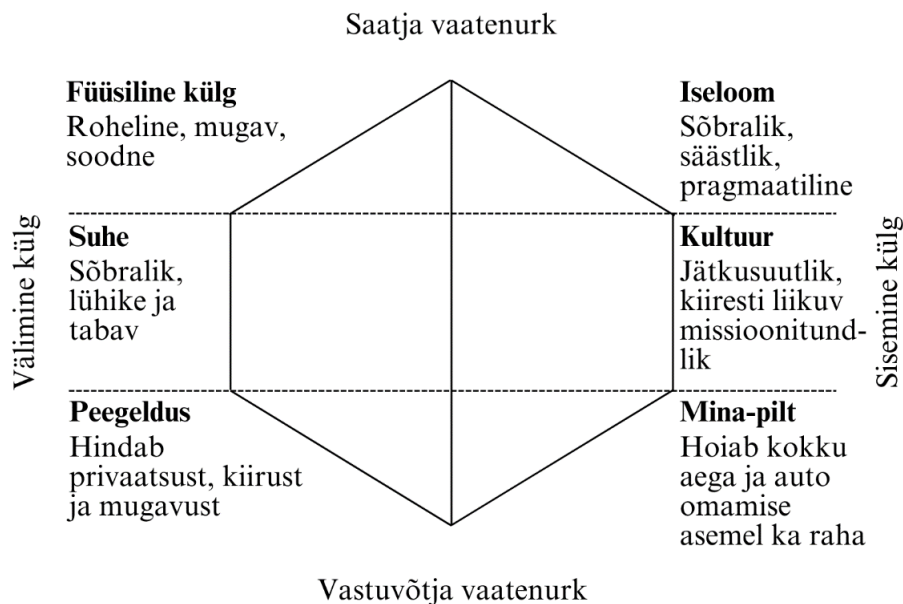 Saatja vaatenurk
Füüsiline külg
Roheline, mugav,
soodne
Iseloom
Sõbralik,
säästlik,
pragmaatiline
Välimine külg
Suhe
Sõbralik,
lühike ja
tabav
Kultuur
Jätkusuutlik,
kiiresti liikuv
missioonitund-
lik
Sisemine külg
Peegeldus
Hindab
privaatsust, kiirust
ja mugavust
Mina-pilt
Hoiab kokku
aega ja auto
omamise
asemel ka raha
Vastuvõtja vaatenurk